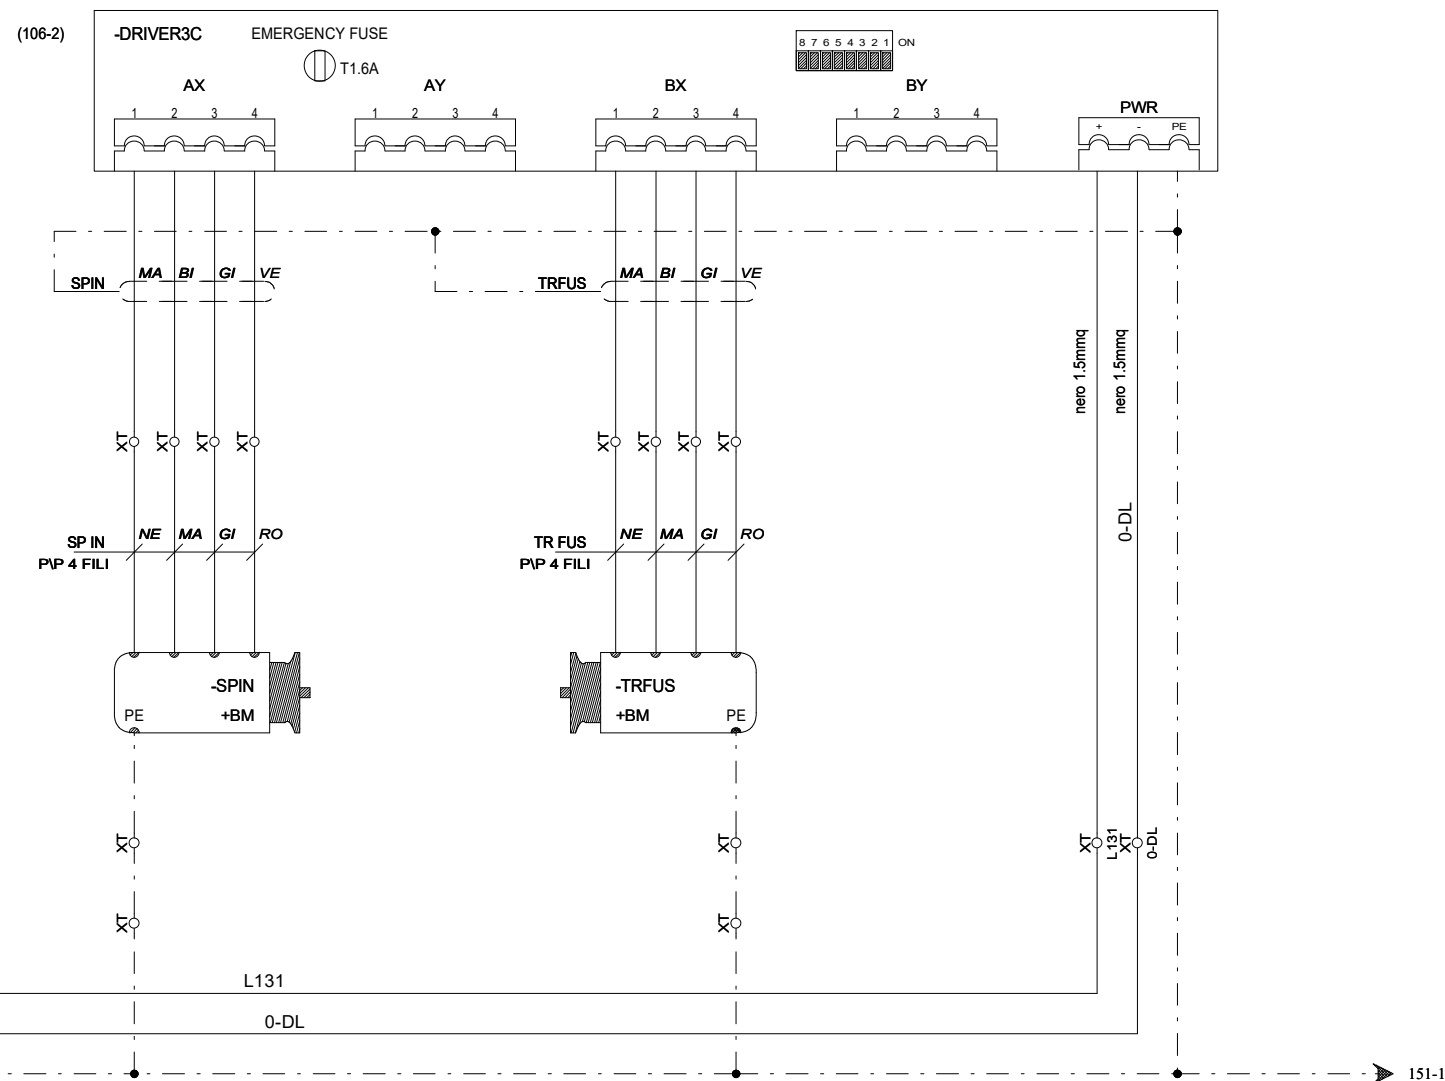 (106-2) -DRIVER3C EMERGENCY FUSE
8 7 6 5 4 3 2 1 ON
T1.6A
AX AY BX BY
PWR
1 2 3 4 1 2 3 4 1 2 3 4 1 2 3 4
+ - PE
MA BI GI VE MA BI GI VE
SPIN TRFUS
nero 1.5mmq nero 1.5mmq
XT XT XT XT XT XT XT XT
0-DL
NE MA GI RO NE MA GI RO
SP IN TR FUS
P\P 4 FILI P\P 4 FILI
-SPIN -TRFUS
PE +BM +BM PE
XT XT XT L131 XT 0-DL
XT XT
L131
0-DL
151-1